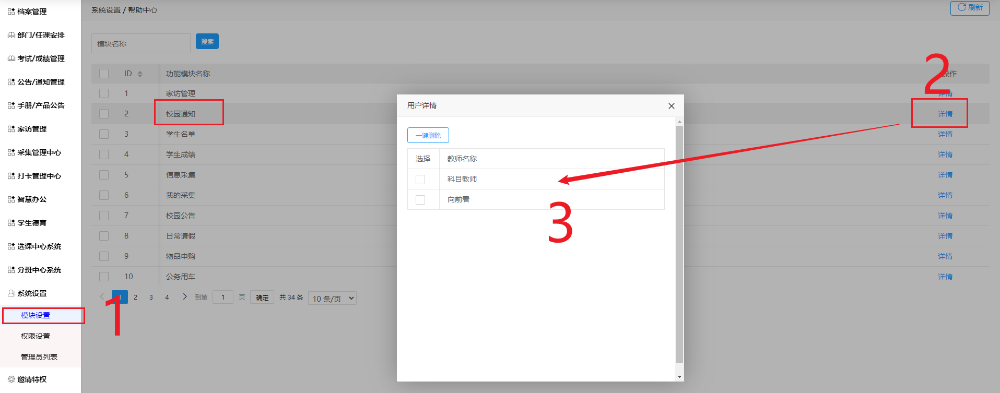 档案管理
部门/任课安排
考试/成绩管理
公告/通知管理
手册/产品公告
家访管理
采集管理中心
打卡管理中心
智慧办公
学生德育
选课中心系统
分班中心系统
系统设置
模块设置
权限设置
管理员列表
邀请特权
系统设置 / 帮助中心
刷新
模块名称
搜索
ID 功能模块名称 操作
1 家访管理 详情
2 校园通知 详情
3 学生名单 详情
4 学生成绩 详情
5 信息采集 详情
6 我的采集 详情
7 校园公告 详情
8 日常请假 详情
9 物品申购 详情
10 公务用车 详情
2 3 4 到第 1 页 确定 共 34 条 10 条/页
用户详情
一键删除
选择 教师名称
科目教师
向前看
1
2
3